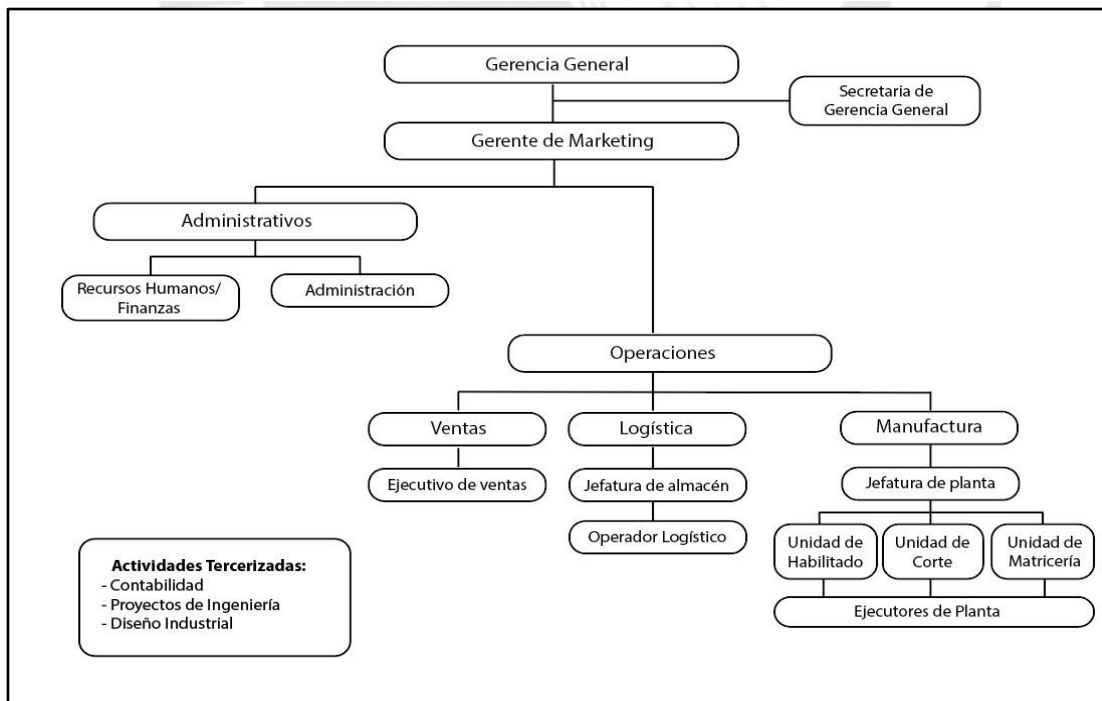 Gerencia General
Secretaria de
Gerencia General
Gerente de Marketing
Administrativos
Recursos Humanos/
Finanzas
Administración
Operaciones
Ventas
Logística
Manufactura
Ejecutivo de ventas
Jefatura de almacén
Jefatura de planta
Operador Logístico
Unidad de
Habilitado
Unidad de
Corte
Unidad de
Matricería
Ejecutores de Planta
Actividades Tercerizadas:
- Contabilidad
- Proyectos de Ingeniería
- Diseño Industrial